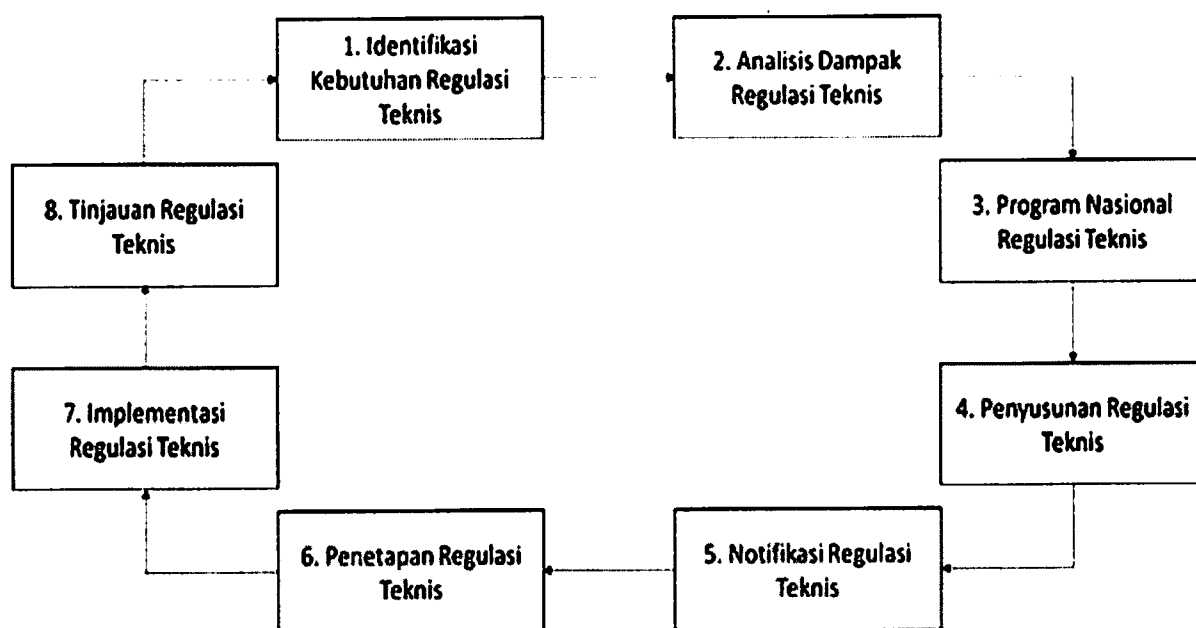 1. Identifikasi
Kebutuhan Regulasi
Teknis
2. Analisis Dampak
Regulasi Teknis
3. Program Nasional
Regulasi Teknis
4. Penyusunan Regulasi
Teknis
5. Notifikasi Regulasi
Teknis
6. Penetapan Regulasi
Teknis
7. Implementasi
Regulasi Teknis
8. Tinjauan Regulasi
Teknis